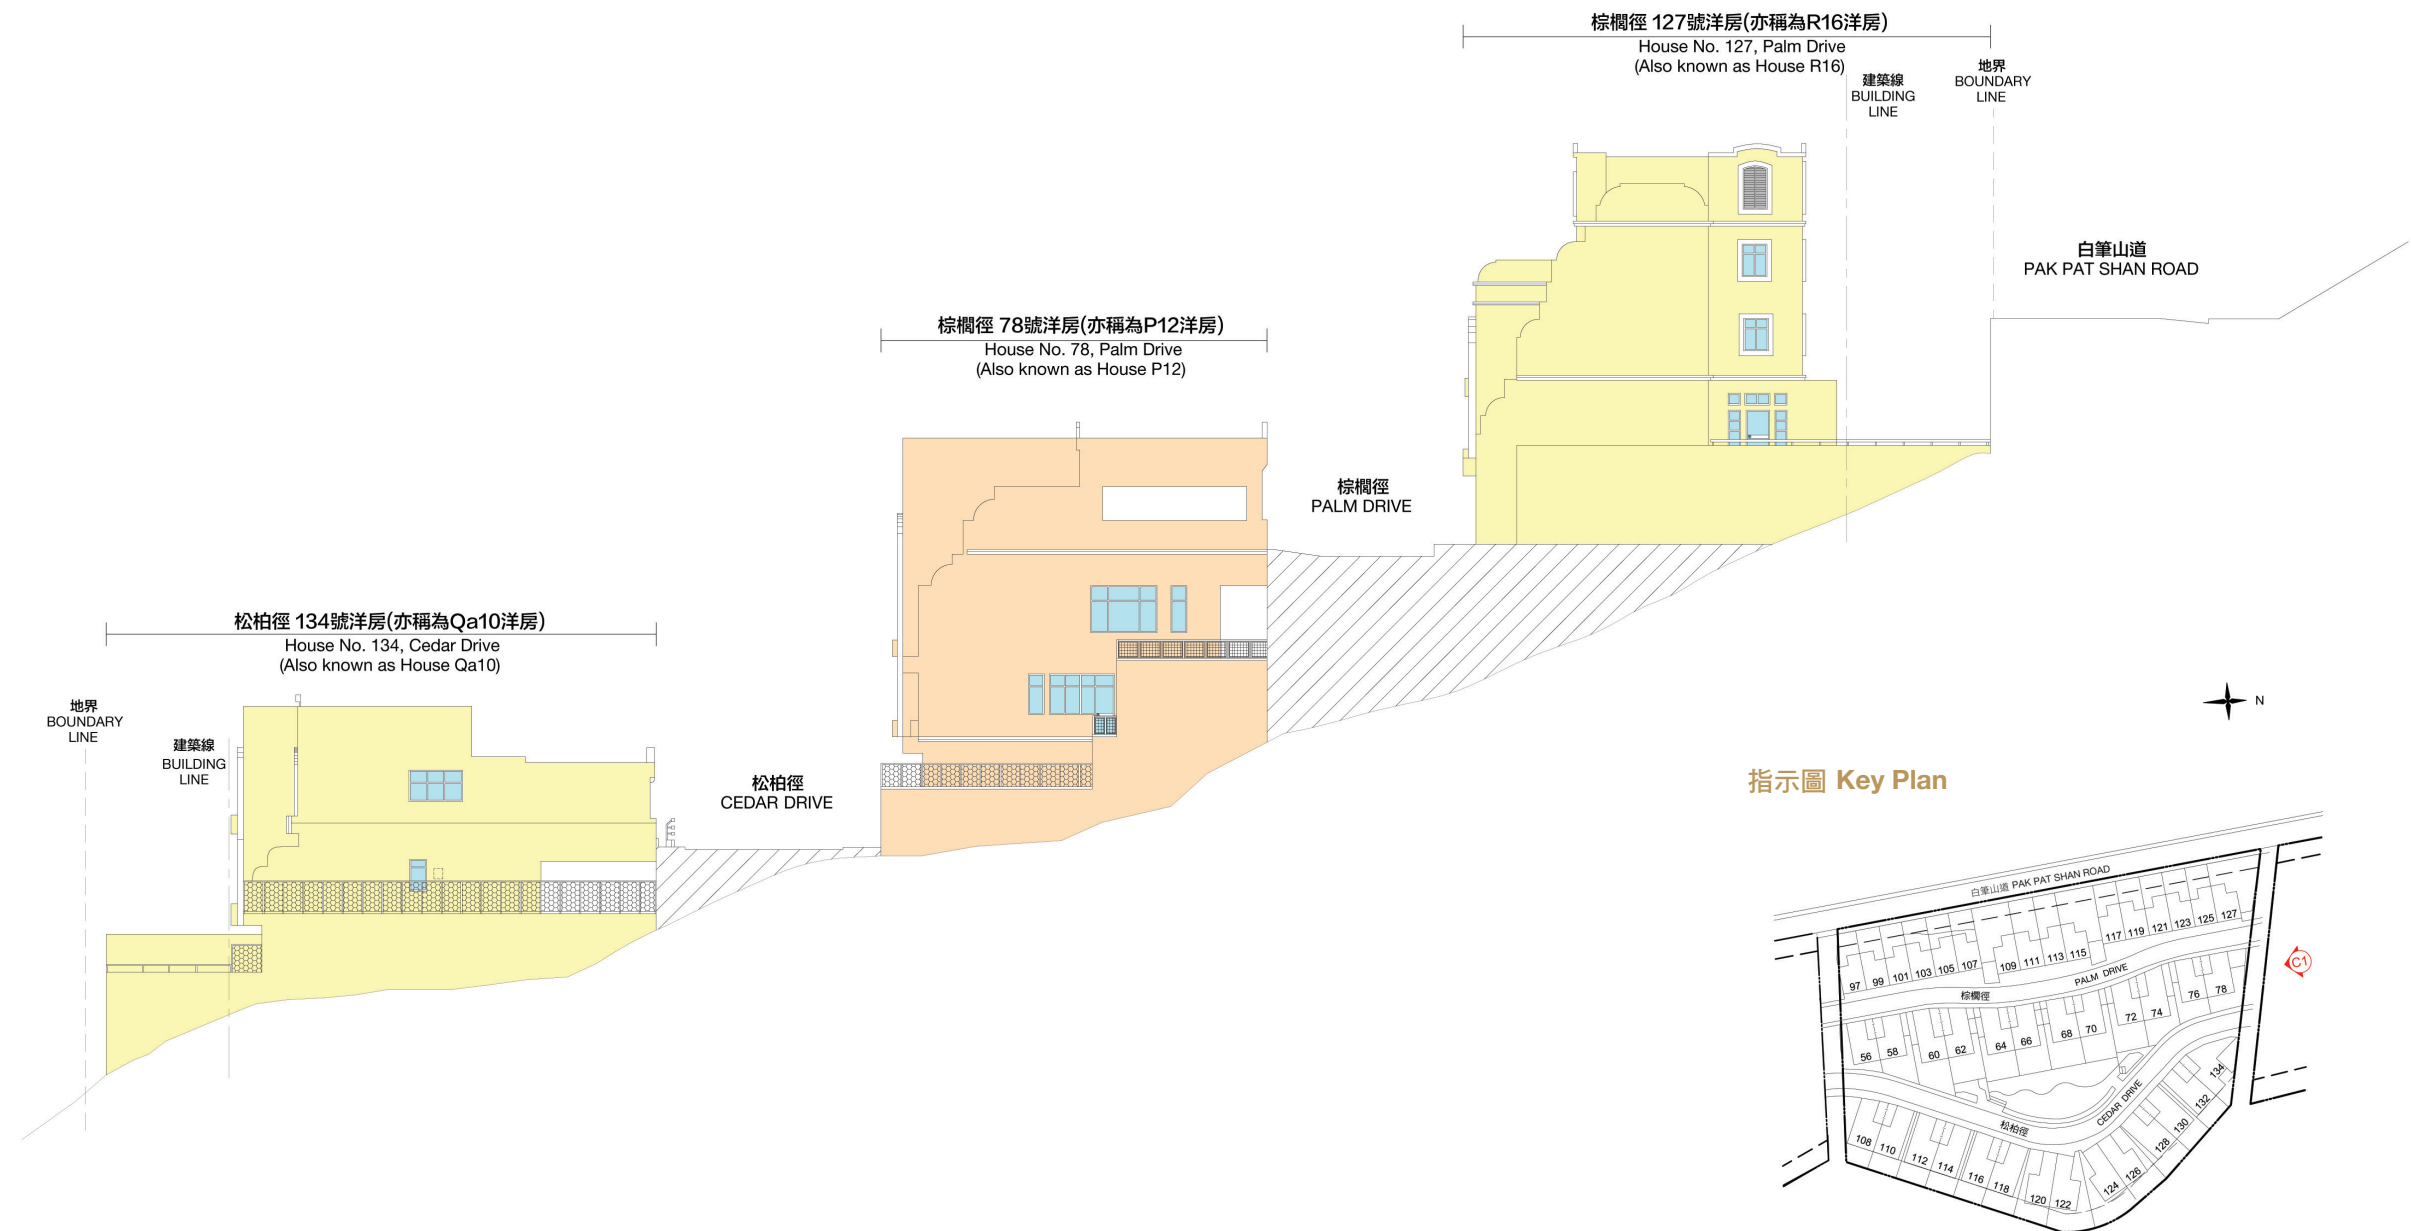 棕櫚徑 127號洋房(亦稱為R16洋房)
House No. 127, Palm Drive
(Also known as House R16)
建築線
BUILDING
LINE
地界
BOUNDARY
LINE
白筆山道
PAK PAT SHAN ROAD
棕櫚徑 78號洋房(亦稱為P12洋房)
House No. 78, Palm Drive
(Also known as House P12)
棕櫚徑
PALM DRIVE
松柏徑 134號洋房(亦稱為Qa10洋房)
House No. 134, Cedar Drive
(Also known as House Qa10)
地界
BOUNDARY
LINE
建築線
BUILDING
LINE
松柏徑
CEDAR DRIVE
N
指示圖 Key Plan
白筆山道 PAK PAT SHAN ROAD
97 99 101 103 105 107 109 111 113 115 117 119 121 123 125 127
C1
棕櫚徑 PALM DRIVE
56 58 60 62 64 66 68 70 72 74 76 78
松柏徑 CEDAR DRIVE
108 110 112 114 116 118 120 122 124 126 128 130 132 134